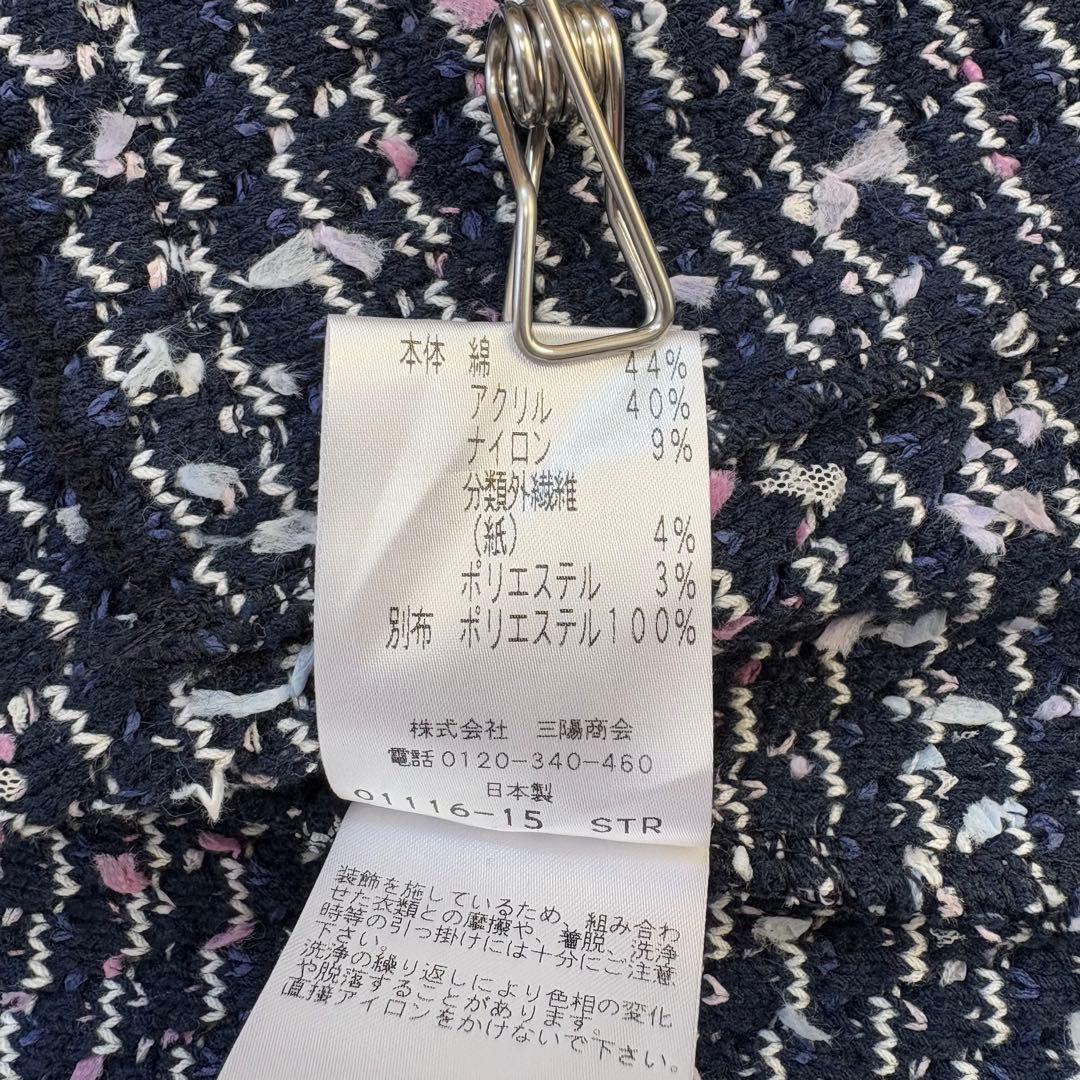 本体 綿 44%
アクリル 40%
ナイロン 9%
分類外繊維
(紙) 4%
ポリエステル 3%
別布 ポリエステル100%
株式会社 三陽商会
電話0120-340-460
日本製
01116-15 STR
装飾を施しているため、組み合わ
せた衣類との摩擦や、着脱、洗浄
時等の引っ掛けには十分にご注意
下さい。
洗浄の繰り返しにより色相の変化
や脱落することがあります。
直接アイロンをかけないで下さい。